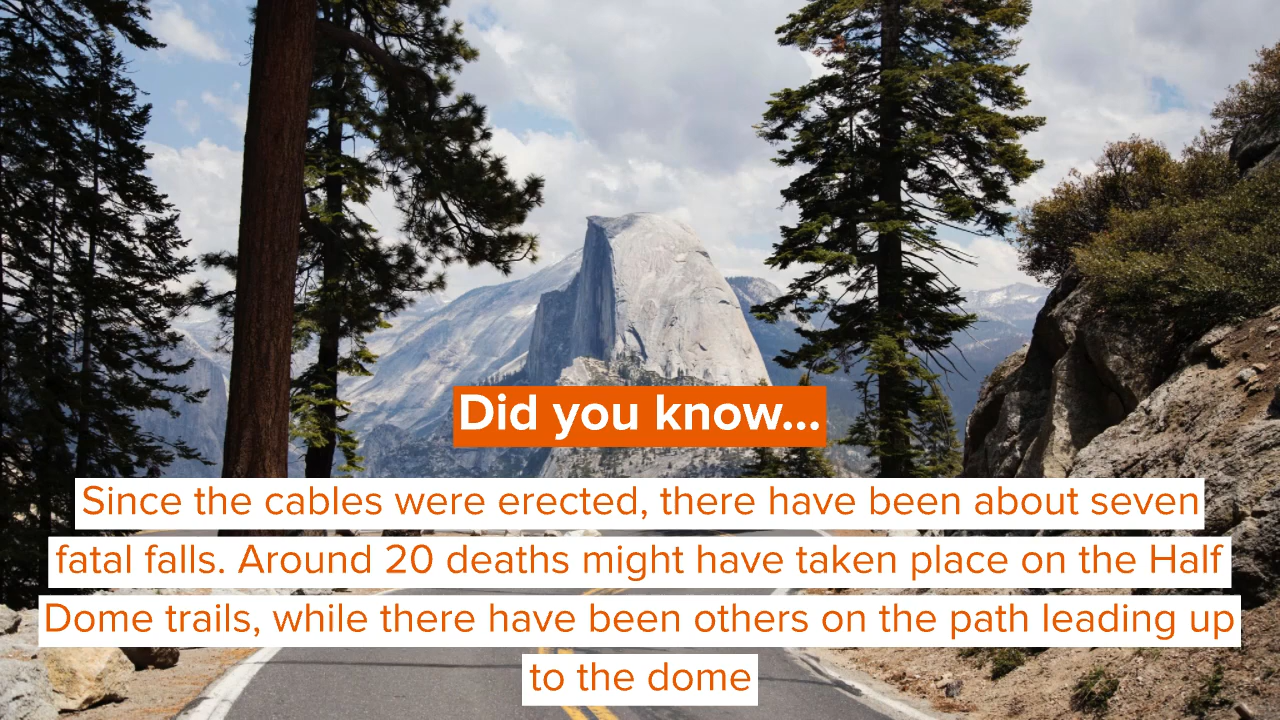 Did you know...
Since the cables were erected, there have been about seven
fatal falls. Around 20 deaths might have taken place on the Half
Dome trails, while there have been others on the path leading up
to the dome